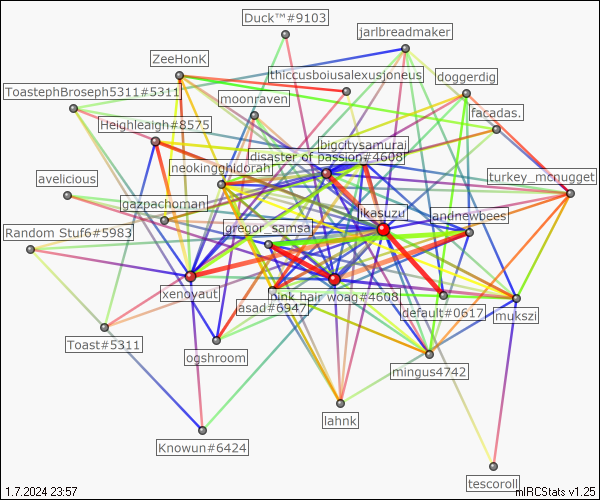 Duck™#9103
jarlbreadmaker
ZeeHonK
thiccusboiusalexusjoneus
doggerdig
ToastephBroseph5311#5311
moonraven
facadas.
Heighleaigh#8575
bigcitysamurai
disaster of passion#4608
neokingghidorah
turkey_mcnugget
avelicious
gazpachoman
ikasuzu
andnewbees
gregor_samsa
Random Stuf6#5983
xenovaut
pink hair woag#4608
asad#6947
default#0617
mukszi
Toast#5311
ogshroom
mingus4742
lahnk
Knowun#6424
tescoroll
1.7.2024 23:57
mIRCStats v1.25